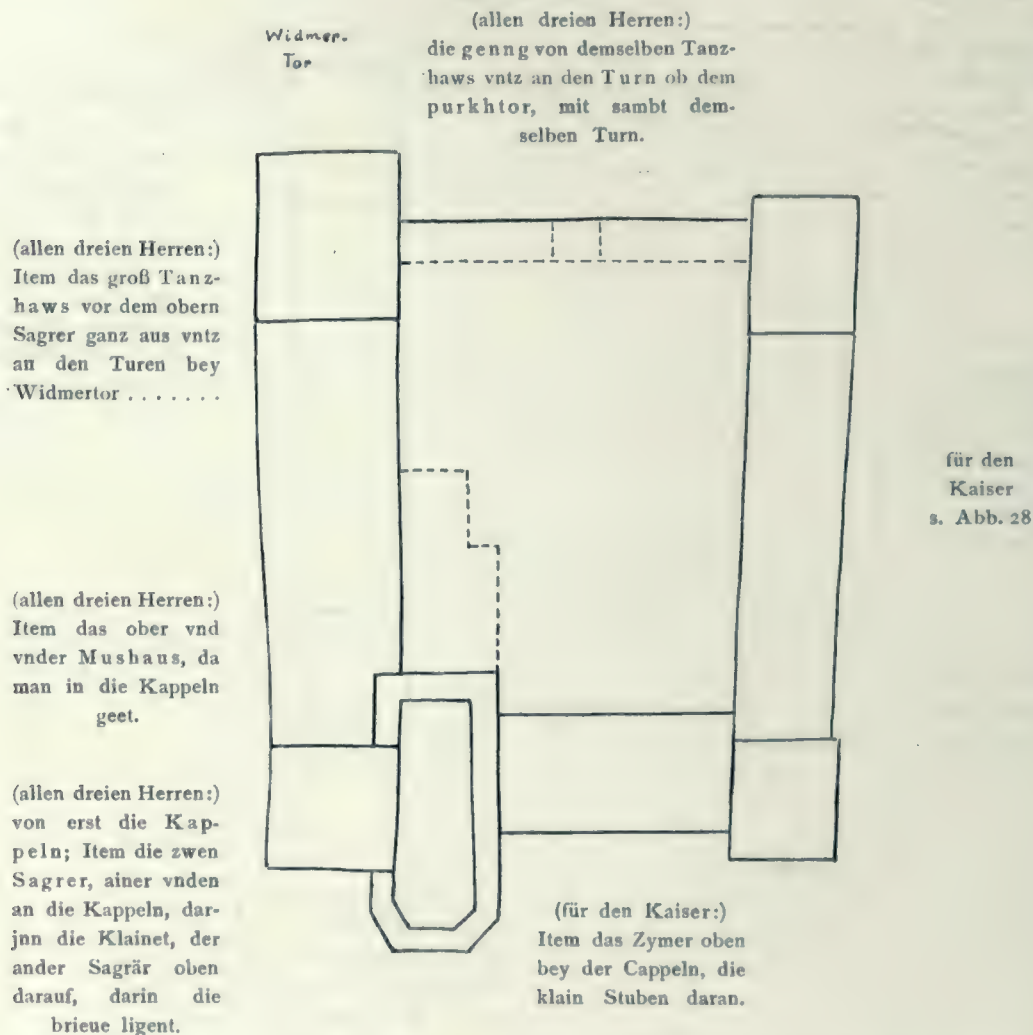 Widmer.
Tor
(allen dreien Herren:)
die genng von demselben Tanz-
haws vntz an den Turn ob dem
purkhtor, mit sambt dem-
selben Turn.
(allen dreien Herren:)
Item das groß Tanz-
haws vor dem obern
Sagrer ganz aus vntz
an den Turen bey
Widmertor . . . . . . .
für den
Kaiser
s. Abb. 28
(allen dreien Herren:)
Item das ober vnd
vnder Mushaus, da
man in die Kappeln
geet.
(allen dreien Herren:)
von erst die Kap-
peln; Item die zwen
Sagrer, ainer vnden
an die Kappeln, dar-
jnn die Klainet, der
ander Sagrär oben
darauf, darin die
brieue ligent.
(für den Kaiser:)
Item das Zymer oben
bey der Cappeln, die
klain Stuben daran.